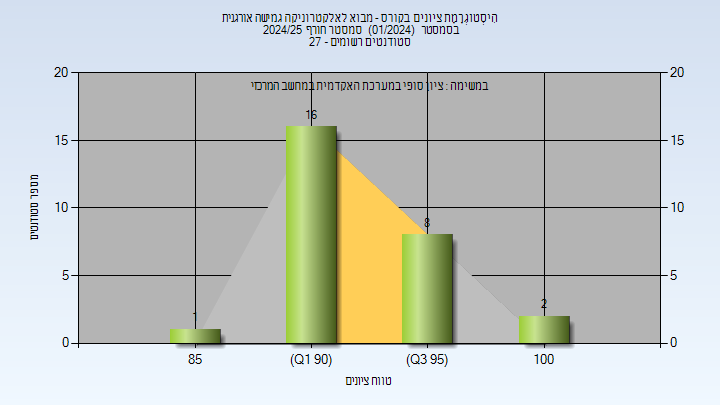 היסטוגרמת ציונים בקורס - מבוא לאלקטרוניקה גמישה אורגנית
בסמסטר (01/2024) סמסטר חורף 2024/25
סטודנטים רשומים - 27
במשימה : ציון סופי במערכת האקדמית במחשב המרכזי
20 20
16
15 15
מספר סטודנטים
10 10
8
5 5
2
1
0 0
85 (Q1 90) (Q3 95) 100
טווח ציונים